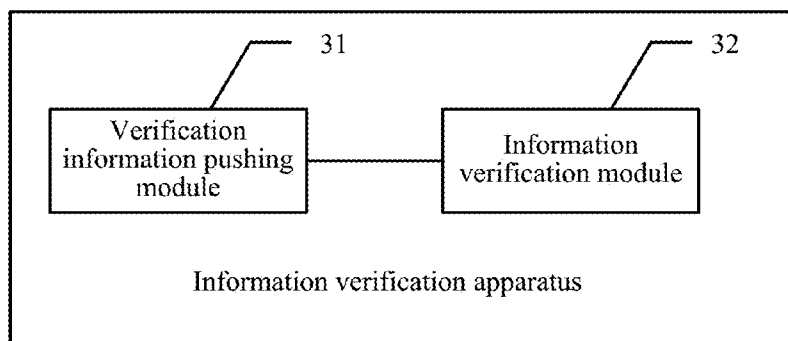 31
32
Verification
information pushing
module
Information
verification module
Information verification apparatus